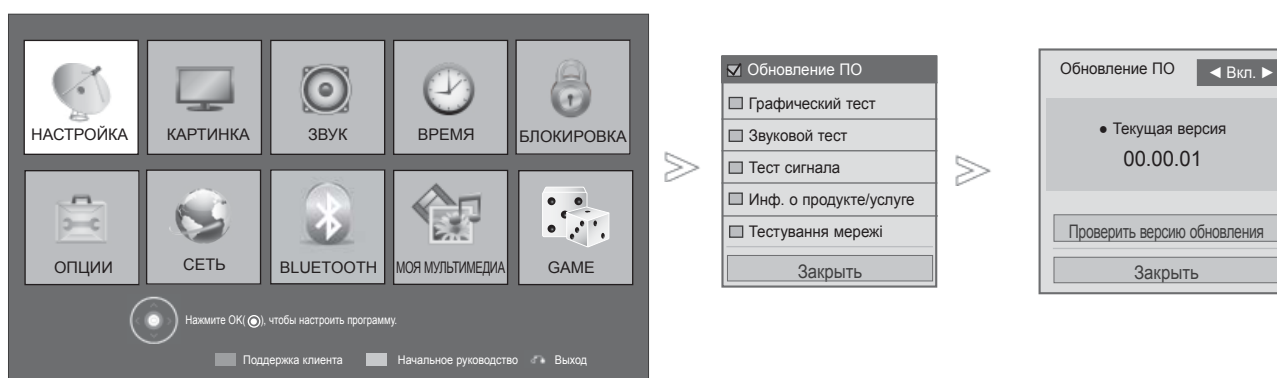 НАСТРОЙКА
КАРТИНКА
ЗВУК
ВРЕМЯ
БЛОКИРОВКА
ОПЦИИ
СЕТЬ
BLUETOOTH
МОЯ МУЛЬТИМЕДИА
GAME
Нажмите ОК( ), чтобы настроить программу.
Поддержка клиента
Начальное руководство
Выход
Обновление ПО
Графический тест
Звуковой тест
Тест сигнала
Инф. о продукте/услуге
Тестування мережі
Закрыть
Обновление ПО ◄ Вкл. ►
● Текущая версия
00.00.01
Проверить версию обновления
Закрыть